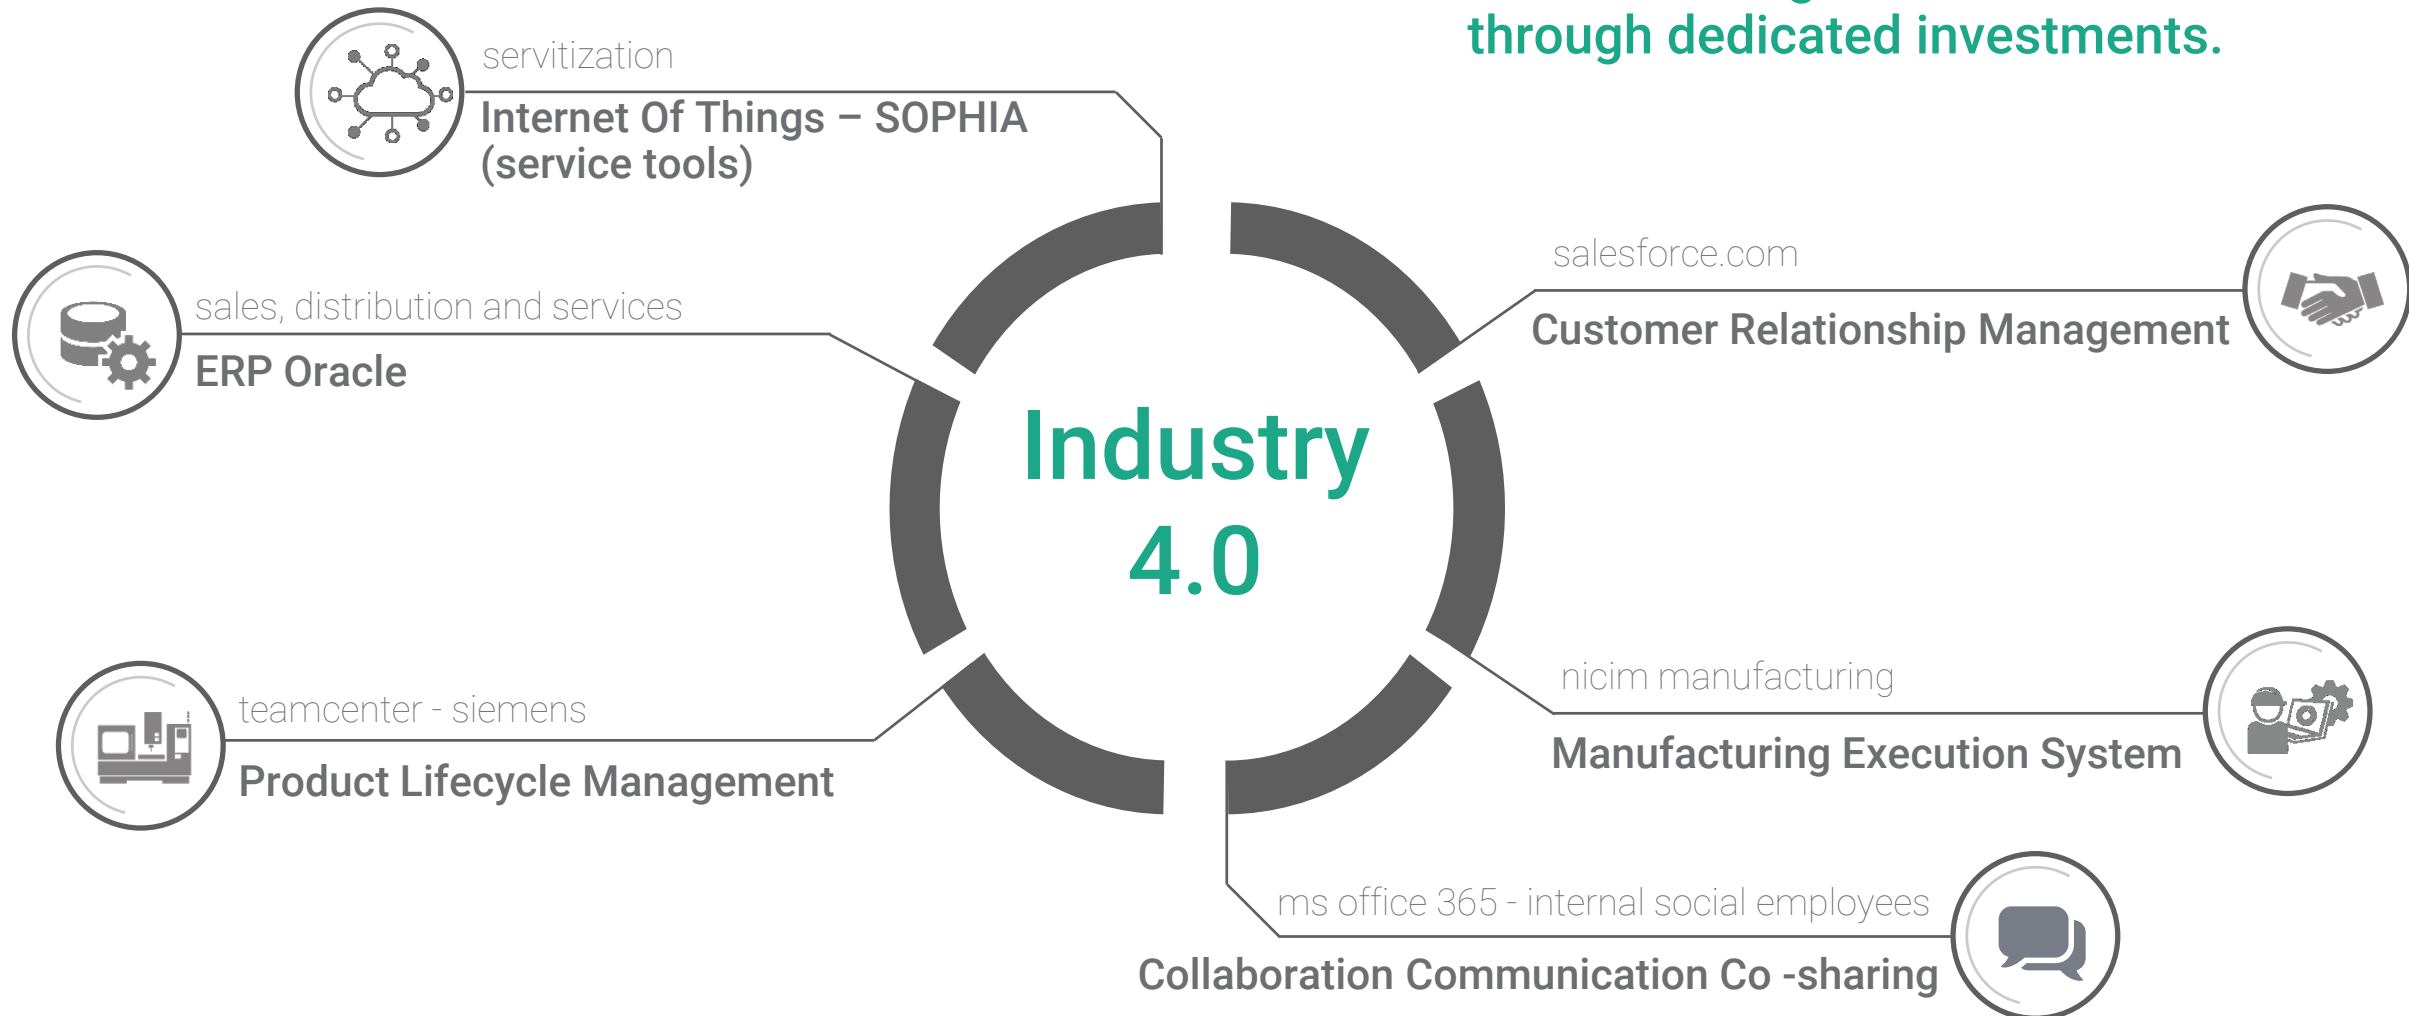 through dedicated investments.
servitization
Internet Of Things – SOPHIA
(service tools)
salesforce.com
Customer Relationship Management
sales, distribution and services
ERP Oracle
Industry
4.0
nicim manufacturing
Manufacturing Execution System
teamcenter - siemens
Product Lifecycle Management
ms office 365 - internal social employees
Collaboration Communication Co -sharing